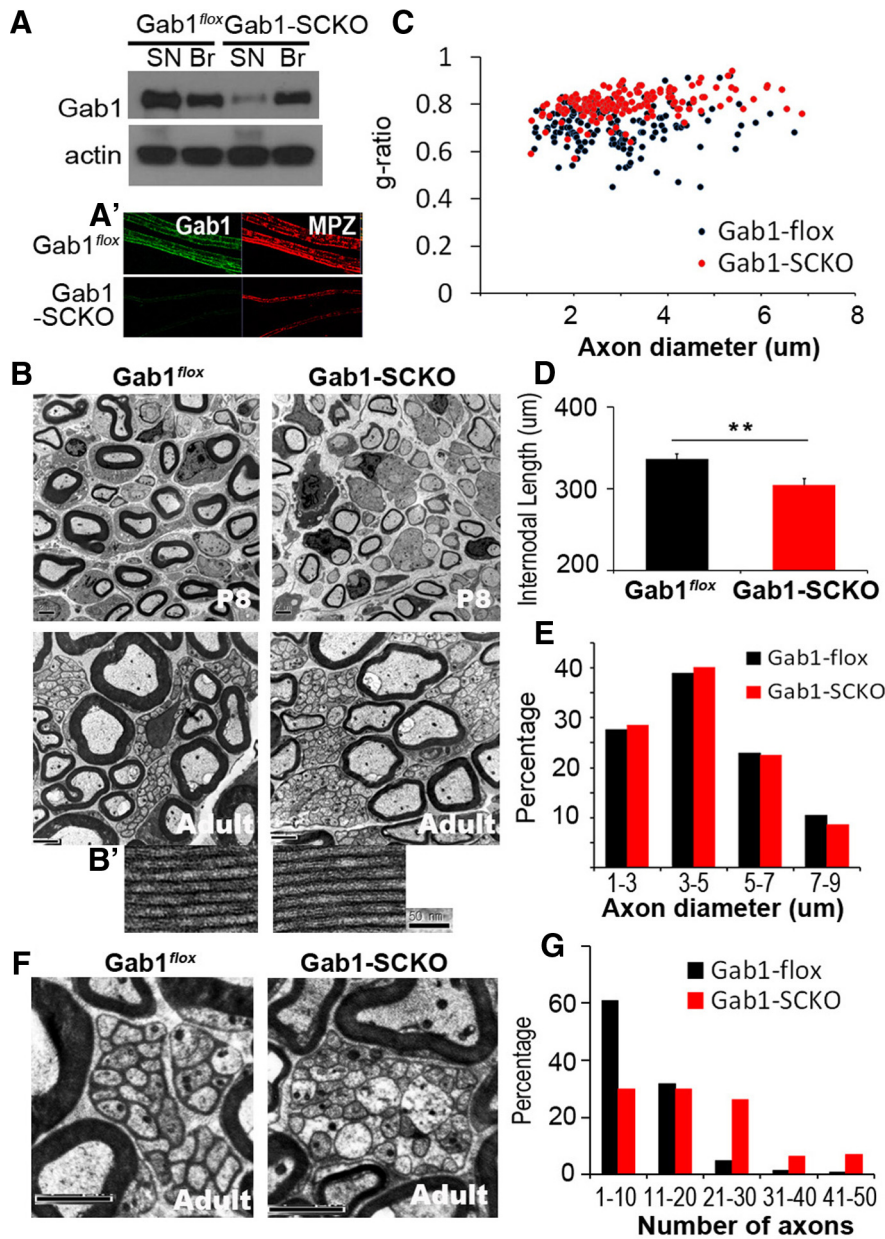 A
Gab1flox Gab1-SCKO
SN Br SN Br
Gab1
actin
A'
Gab1 MPZ
Gab1flox
Gab1
-SCKO
B
Gab1flox Gab1-SCKO
P8 P8
Adult Adult
B'
50 nm
C
g-ratio
1
0.8
0.6
0.4
0.2
0
2 4 6 8
Axon diameter (um)
Gab1-flox
Gab1-SCKO
D
Internodal Length (um)
400
300
200
**
Gab1flox Gab1-SCKO
E
Percentage
40
30
20
10
Gab1-flox
Gab1-SCKO
1-3 3-5 5-7 7-9
Axon diameter (um)
F
Gab1flox Gab1-SCKO
Adult Adult
G
Percentage
60
40
20
0
Gab1-flox
Gab1-SCKO
1-10 11-20 21-30 31-40 41-50
Number of axons